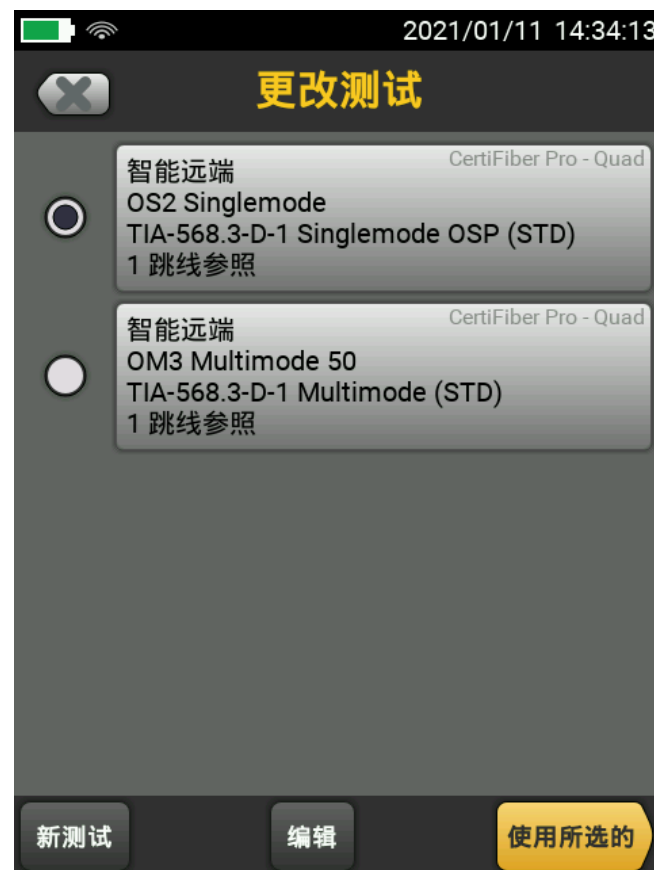 2021/01/11 14:34:13
更改测试
CertiFiber Pro - Quad
智能远端
OS2 Singlemode
TIA-568.3-D-1 Singlemode OSP (STD)
1 跳线参照
CertiFiber Pro - Quad
智能远端
OM3 Multimode 50
TIA-568.3-D-1 Multimode (STD)
1 跳线参照
新测试
编辑
使用所选的